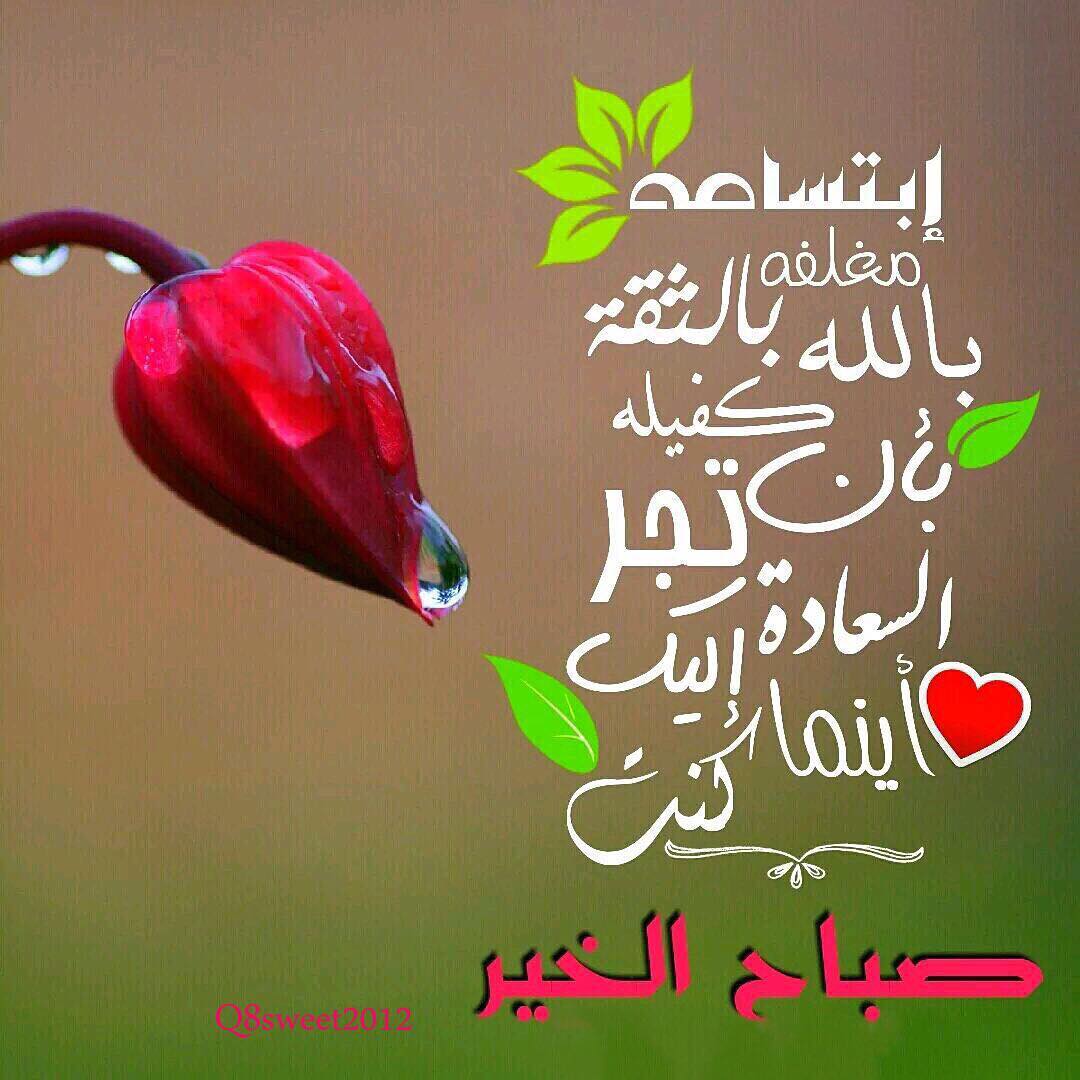 إبتسامه
مغلفه
بالله بالثقة
كفيله
بأن تجر
السعادة إليك
أينما كنت
صباح الخير
Q8sweet2012